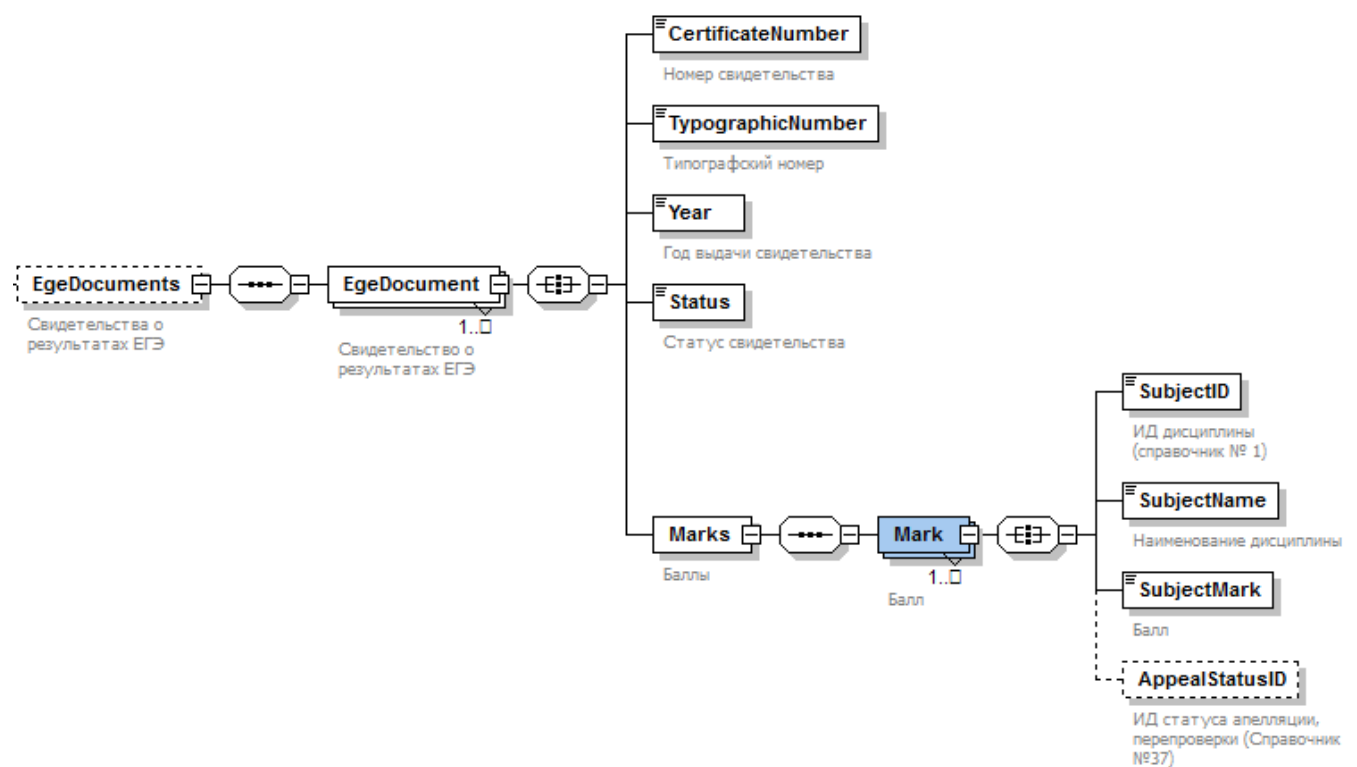 CertificateNumber
Номер свидетельства
TypographicNumber
Типографский номер
Year
Год выдачи свидетельства
EgeDocuments
Свидетельства о
результатах ЕГЭ
EgeDocument
1..□
Свидетельство о
результатах ЕГЭ
Status
Статус свидетельства
Marks
Баллы
Mark
1..□
Балл
SubjectID
ИД дисциплины
(справочник № 1)
SubjectName
Наименование дисциплины
SubjectMark
Балл
AppealStatusID
ИД статуса апелляции,
перепроверки (Справочник
№37)